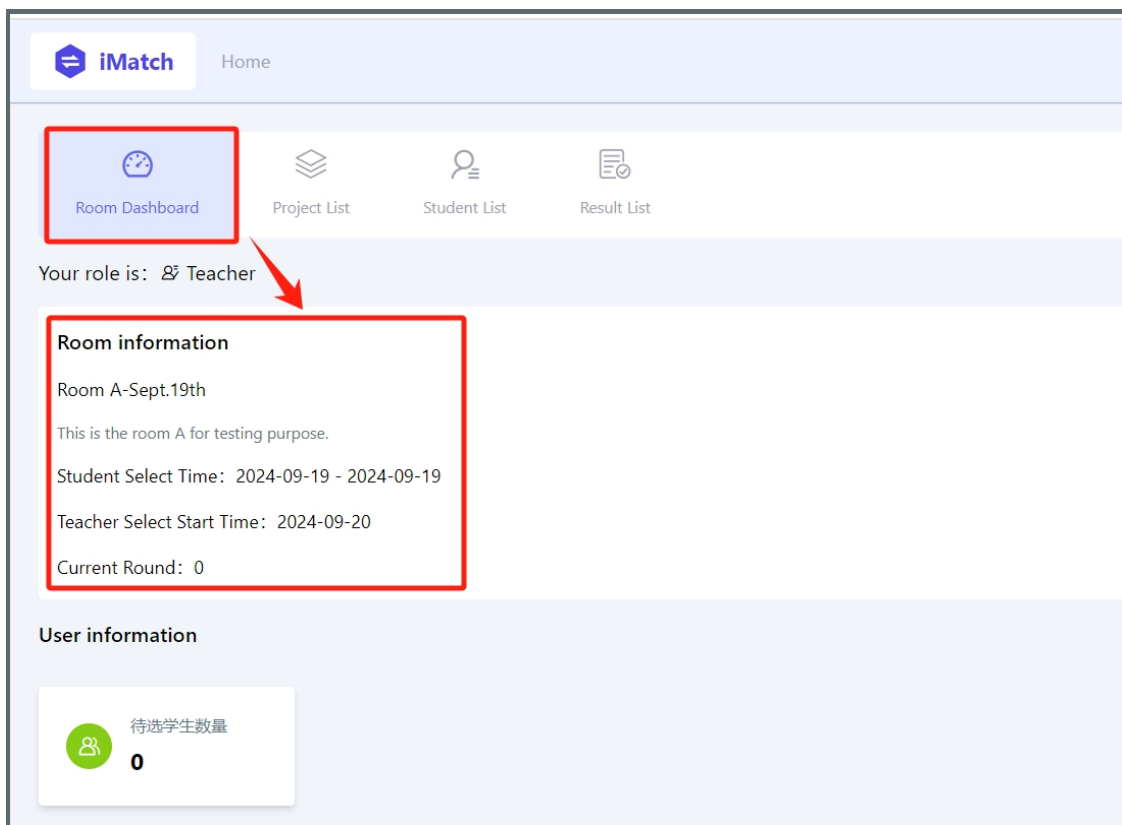 iMatch Home
Room Dashboard Project List Student List Result List
Your role is: Teacher
Room information
Room A-Sept.19th
This is the room A for testing purpose.
Student Select Time：2024-09-19 - 2024-09-19
Teacher Select Start Time：2024-09-20
Current Round：0
User information
待选学生数量
0